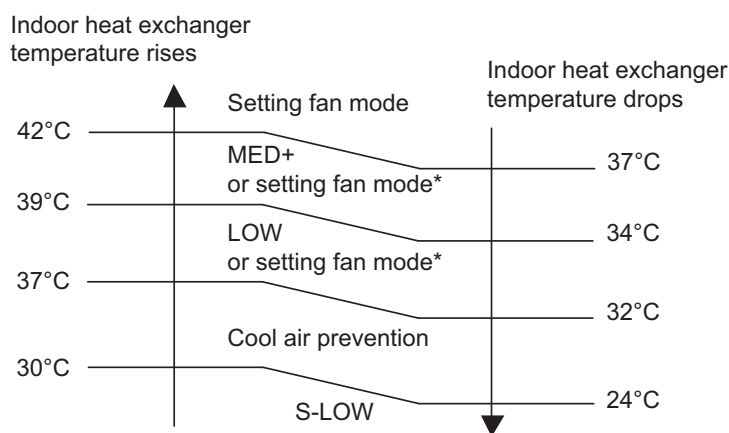 Indoor heat exchanger
temperature rises
Indoor heat exchanger
temperature drops
Setting fan mode
42°C
MED+
or setting fan mode*
37°C
39°C
LOW
or setting fan mode*
34°C
37°C
32°C
Cool air prevention
30°C
24°C
S-LOW